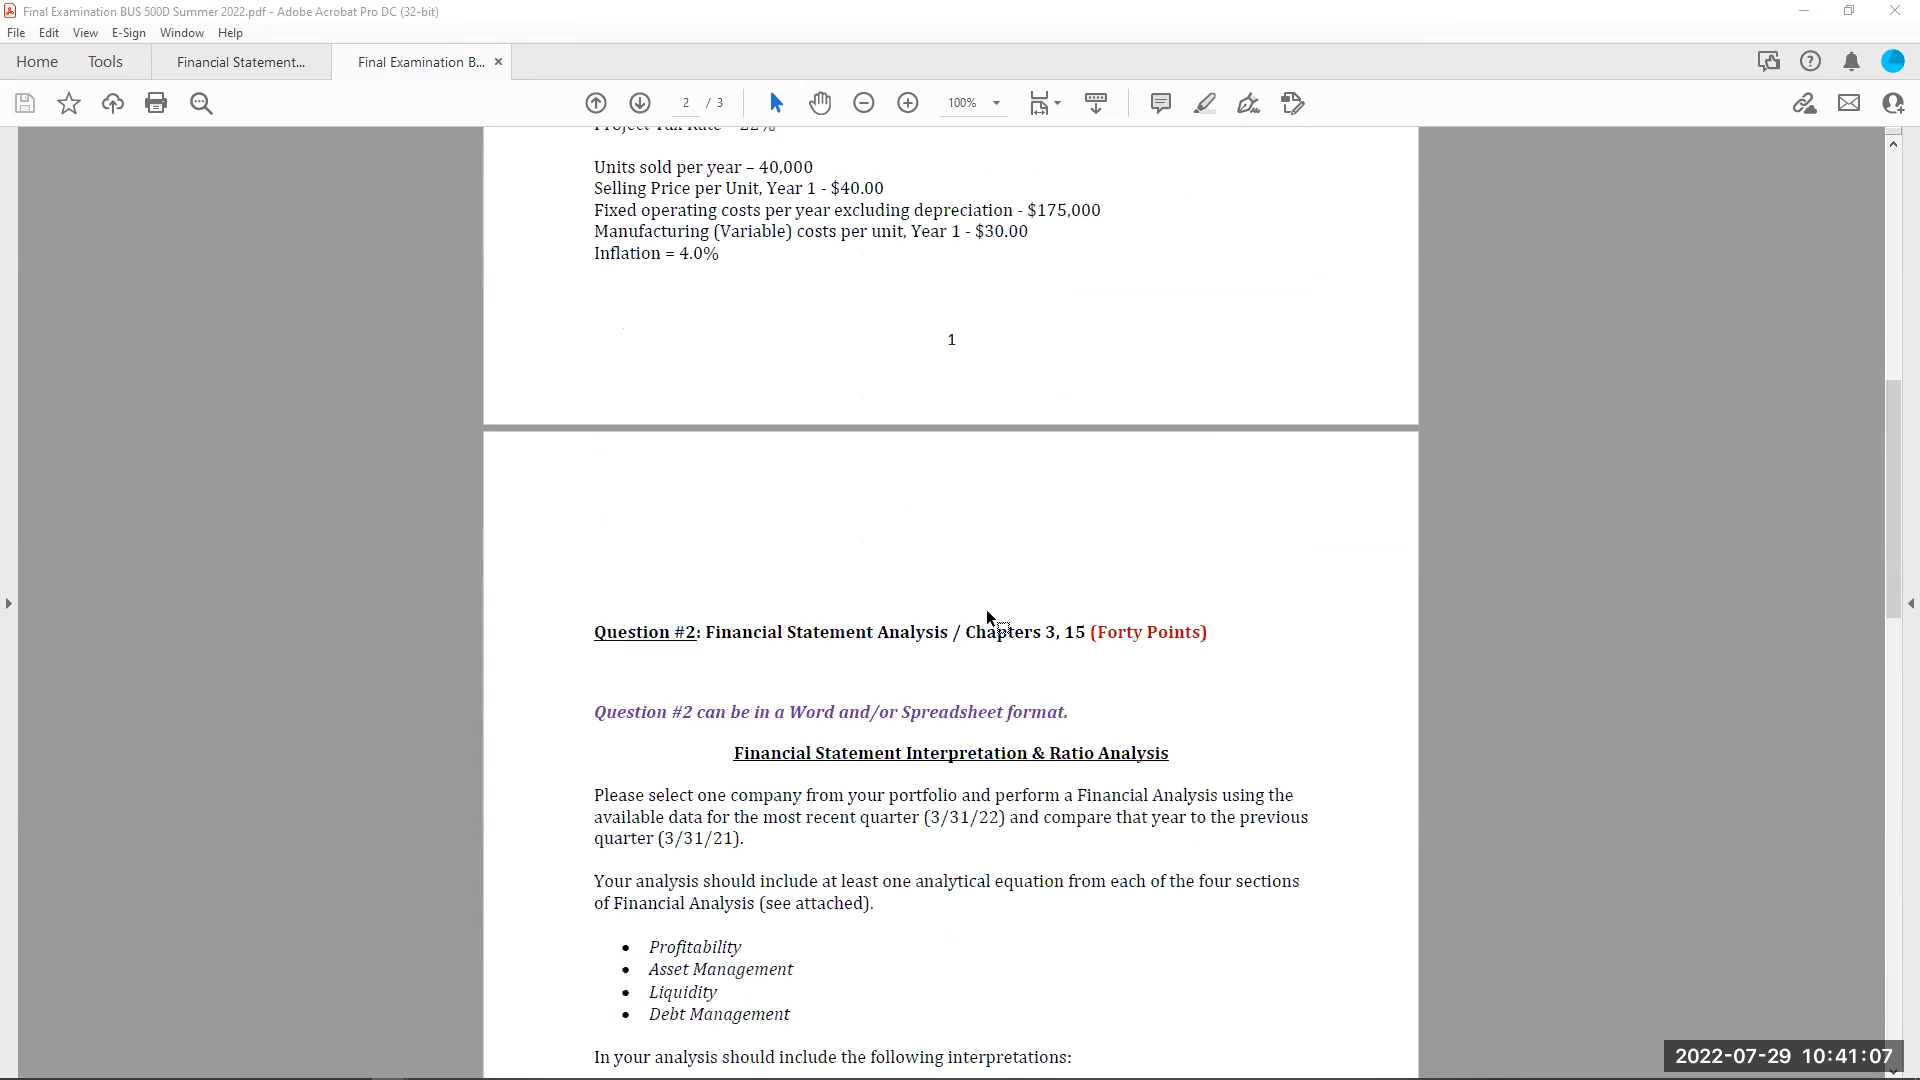 Final Examination BUS 500D Summer 2022.pdf - Adobe Acrobat Pro DC (32-bit)
File Edit View E-Sign Window Help
Home Tools Financial Statement... Final Examination B...
2 / 3 100%
Project Tax Rate - 22%
Units sold per year – 40,000
Selling Price per Unit, Year 1 - $40.00
Fixed operating costs per year excluding depreciation - $175,000
Manufacturing (Variable) costs per unit, Year 1 - $30.00
Inflation = 4.0%
1
Question #2: Financial Statement Analysis / Chapters 3, 15 (Forty Points)
Question #2 can be in a Word and/or Spreadsheet format.
Financial Statement Interpretation & Ratio Analysis
Please select one company from your portfolio and perform a Financial Analysis using the
available data for the most recent quarter (3/31/22) and compare that year to the previous
quarter (3/31/21).
Your analysis should include at least one analytical equation from each of the four sections
of Financial Analysis (see attached).
• Profitability
• Asset Management
• Liquidity
• Debt Management
In your analysis should include the following interpretations:
2022-07-29 10:41:07